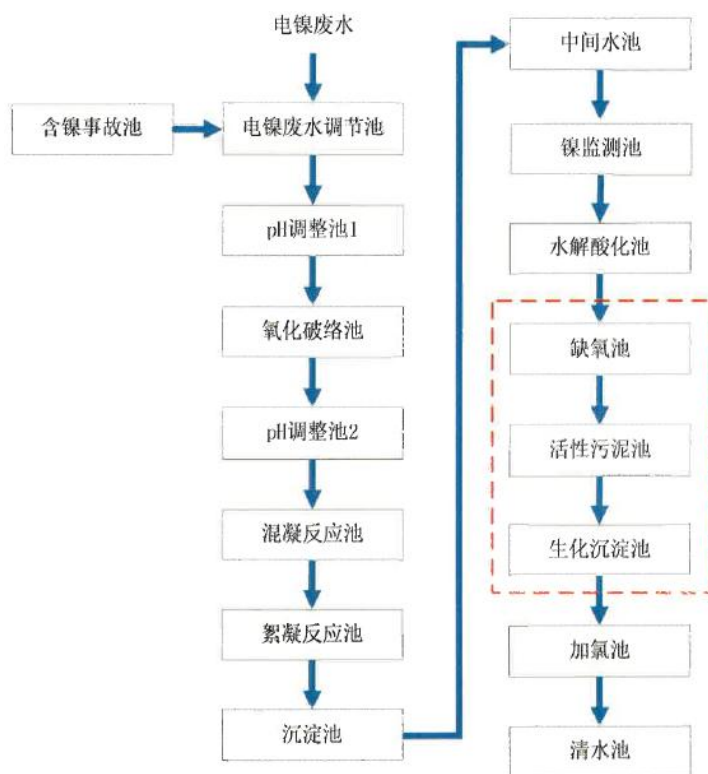 电镍废水
含镍事故池
电镍废水调节池
pH调整池1
氧化破络池
pH调整池2
混凝反应池
絮凝反应池
沉淀池
中间水池
镍监测池
水解酸化池
缺氧池
活性污泥池
生化沉淀池
加氯池
清水池